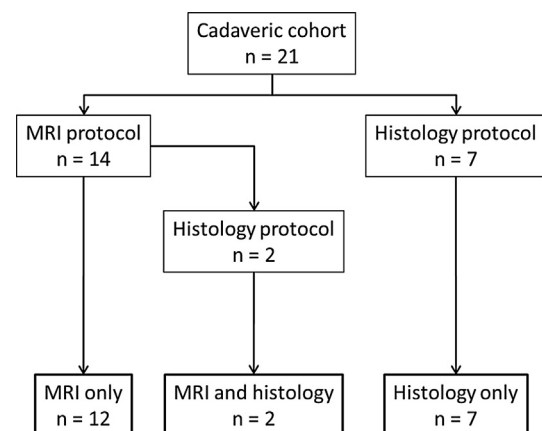 Cadaveric cohort
n = 21
MRI protocol
n = 14
Histology protocol
n = 7
Histology protocol
n = 2
MRI only
n = 12
MRI and histology
n = 2
Histology only
n = 7